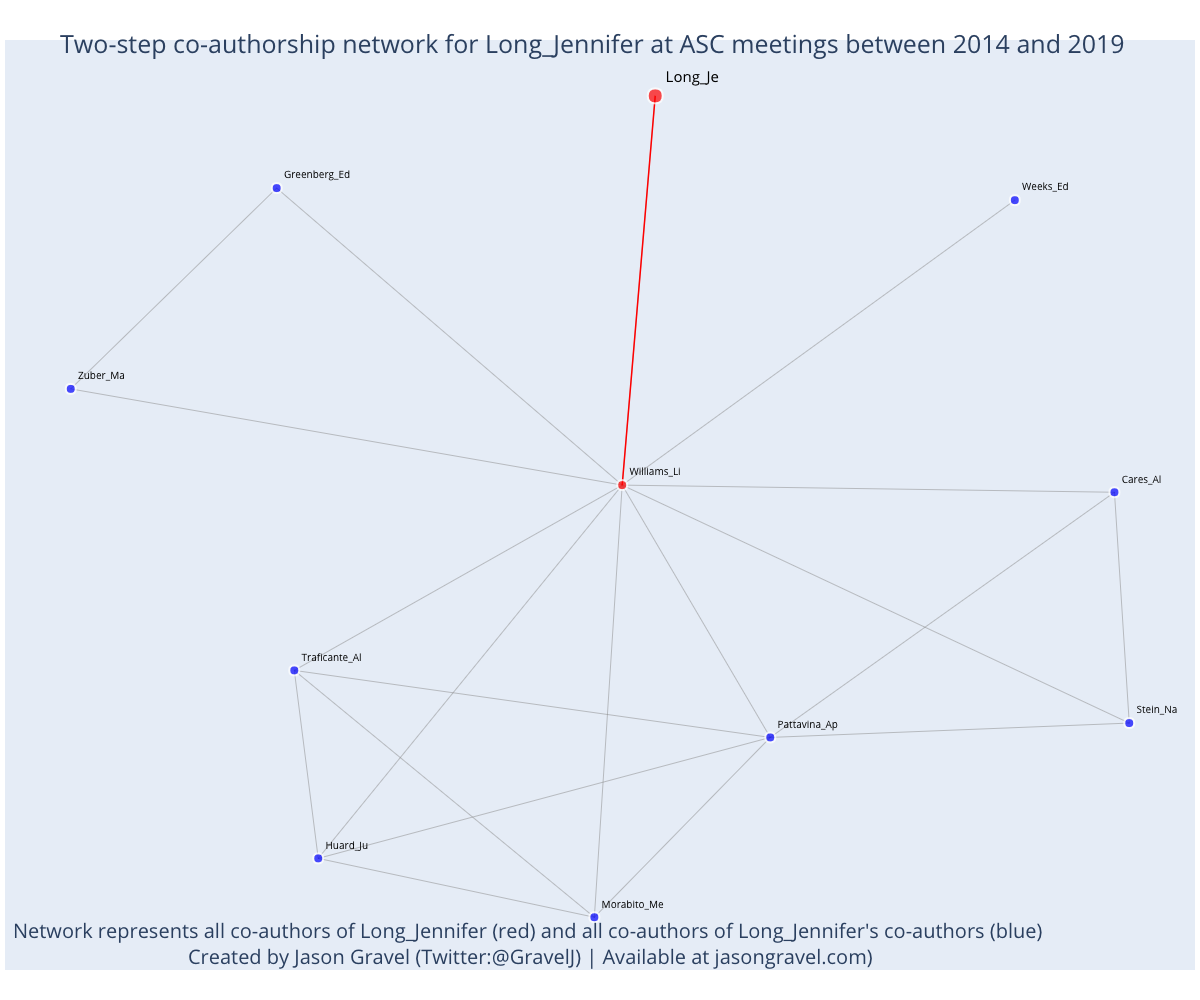 Two-step co-authorship network for Long_Jennifer at ASC meetings between 2014 and 2019
Long_Je
Greenberg_Ed
Weeks_Ed
Zuber_Ma
Williams_Li
Cares_Al
Traficante_Al
Stein_Na
Pattavina_Ap
Huard_Ju
Morabito_Me
Network represents all co-authors of Long_Jennifer (red) and all co-authors of Long_Jennifer's co-authors (blue)
Created by Jason Gravel (Twitter:@GravelJ) | Available at jasongravel.com)